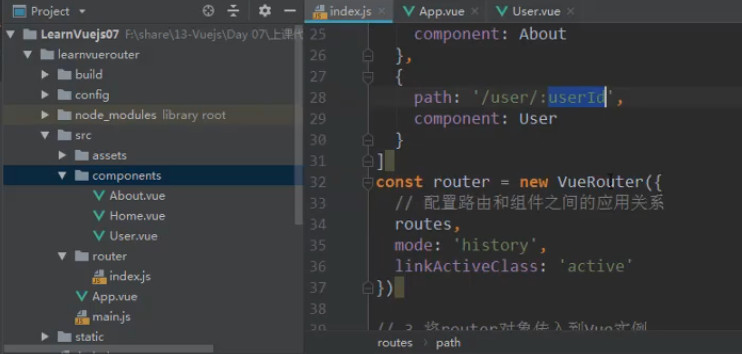 Project
LearnVuejs07 F:\share\13-Vuejs\Day 07\上课代
learnvuerouter
build
config
node_modules library root
src
assets
components
About.vue
Home.vue
User.vue
router
index.js
App.vue
main.js
static
index.js App.vue User.vue
25 component: About
26 },
27 {
28 path: '/user/:userId',
29 component: User
30 }
31 ]
32 const router = new VueRouter({
33 // 配置路由和组件之间的应用关系
34 routes,
35 mode: 'history',
36 linkActiveClass: 'active'
37 })
38
39 // 3.将router对象传入到Vue实例
routes › path